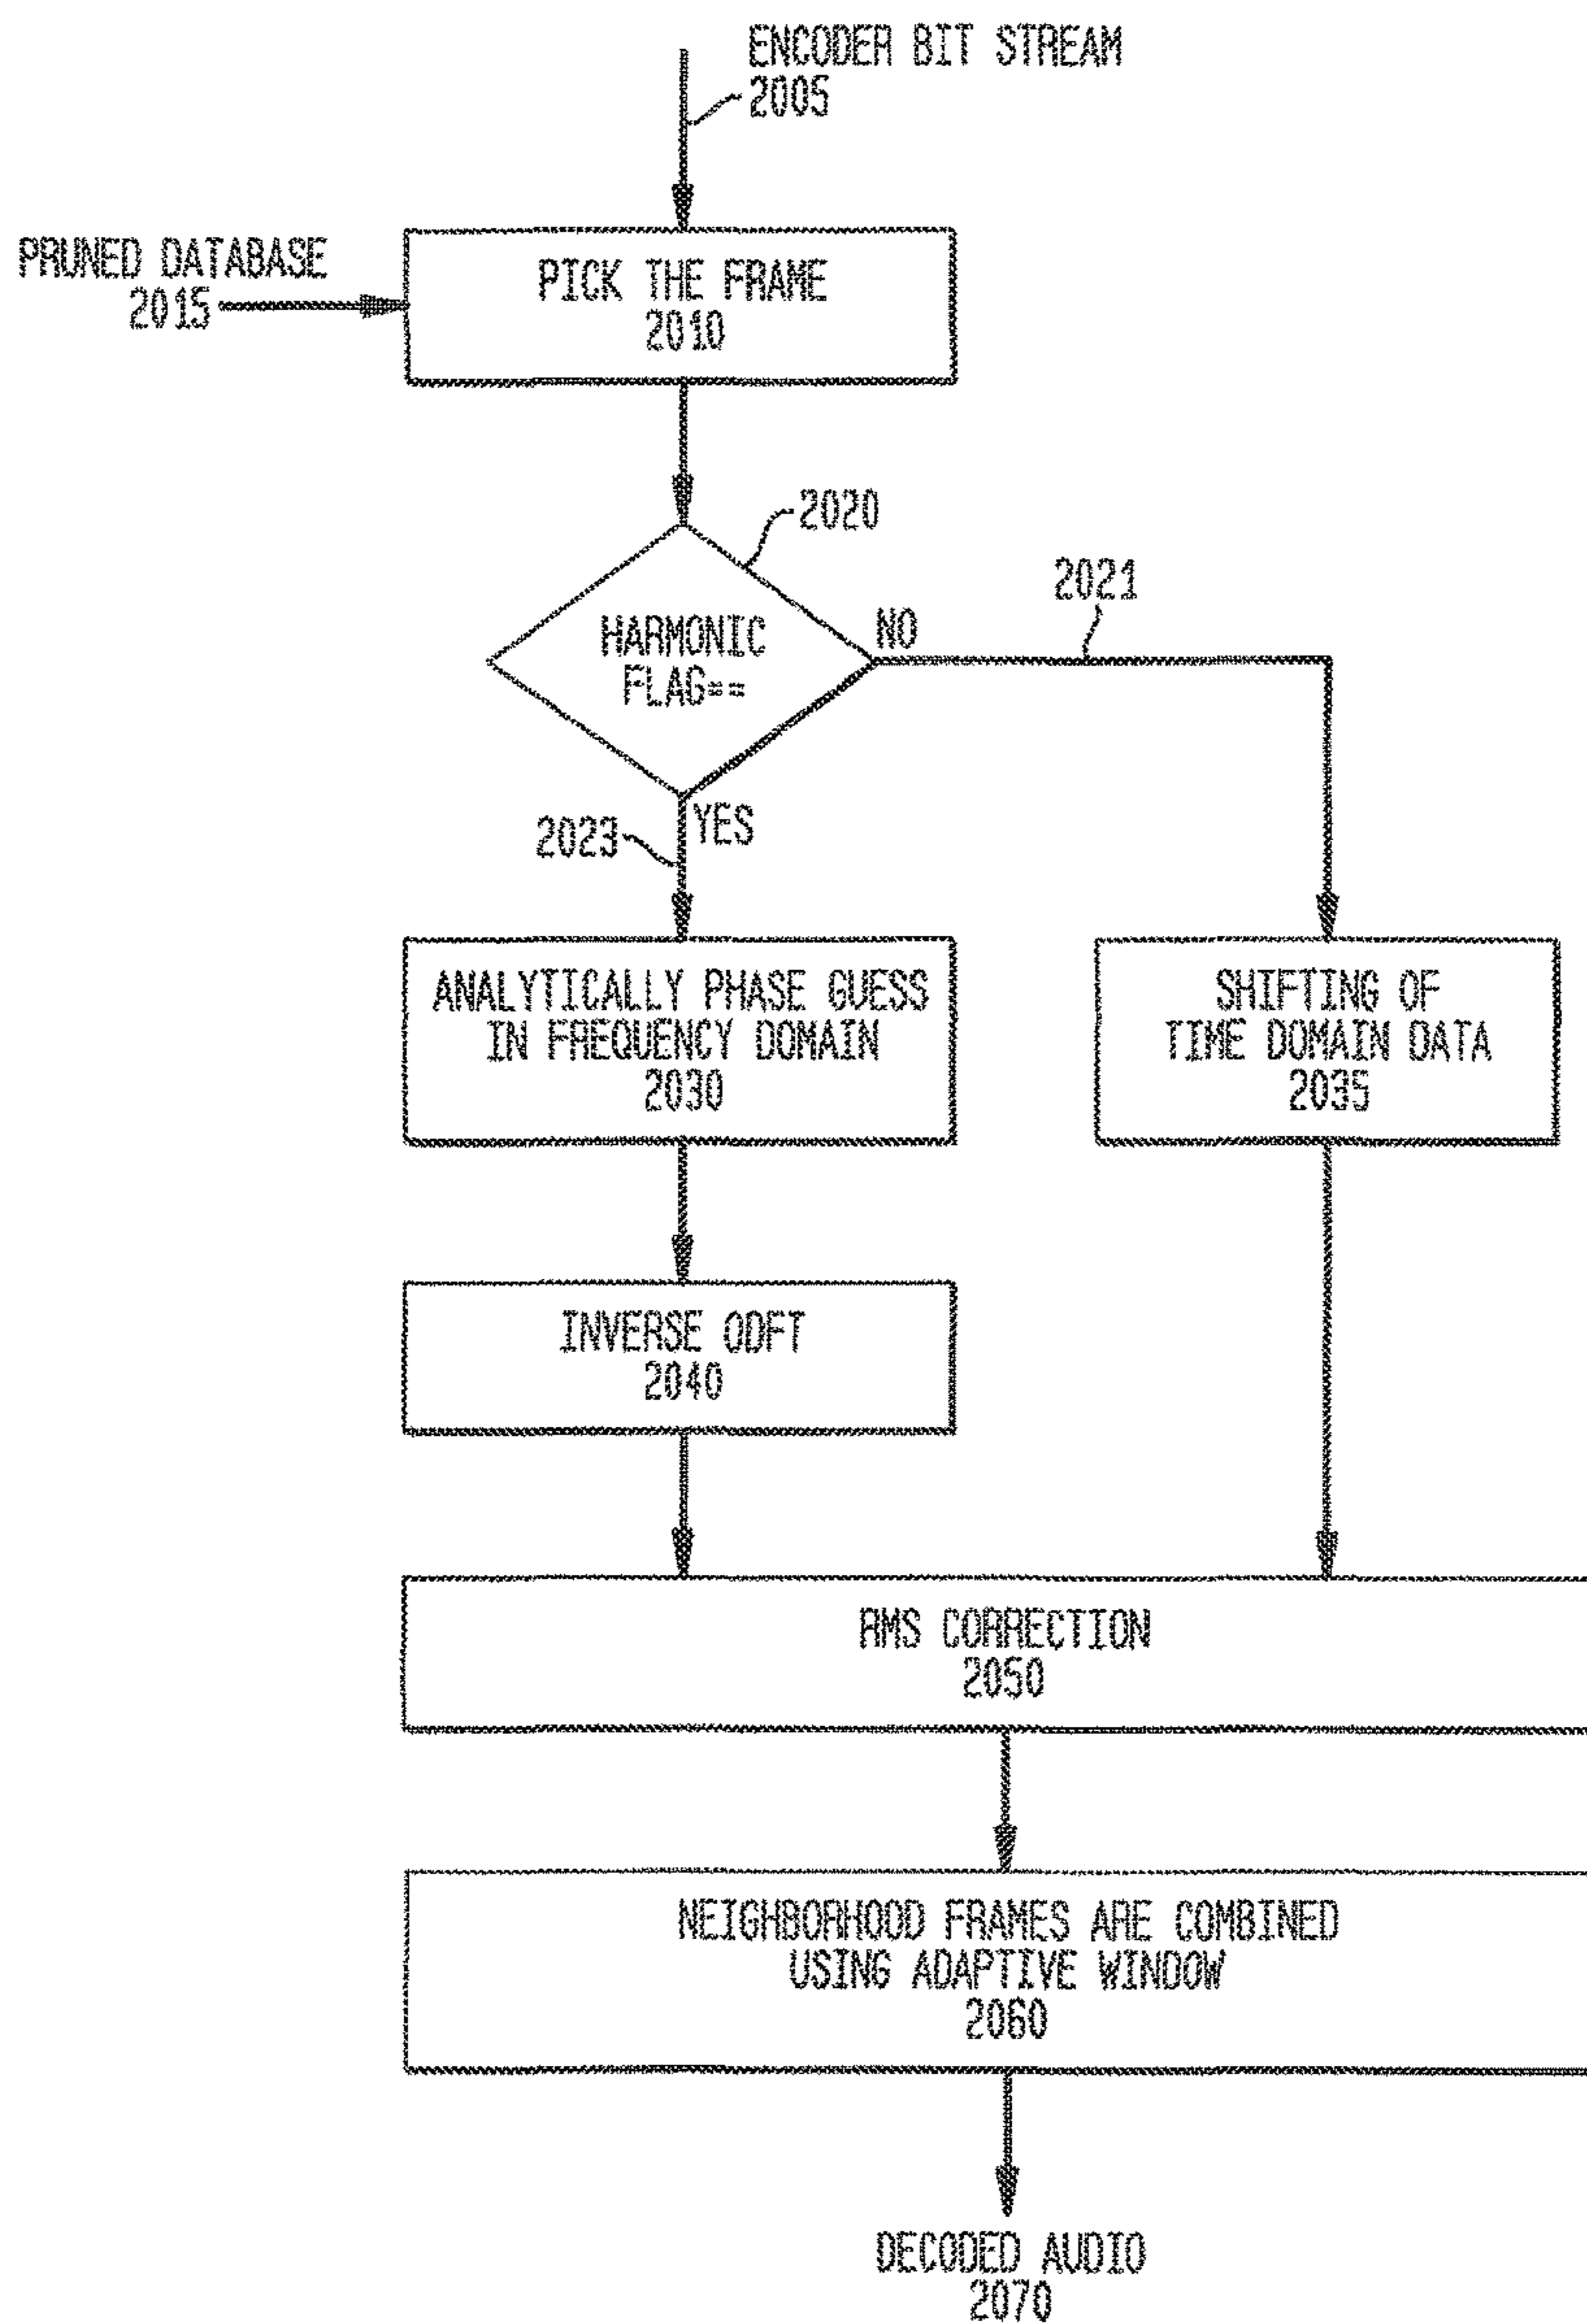 ENCODER BIT STREAM
2005
PRUNED DATABASE
2015
PICK THE FRAME
2010
2020
2021
HARMONIC
FLAG==
NO
YES
2023
ANALYTICALLY PHASE GUESS
IN FREQUENCY DOMAIN
2030
SHIFTING OF
TIME DOMAIN DATA
2035
INVERSE ODFT
2040
RMS CORRECTION
2050
NEIGHBORHOOD FRAMES ARE COMBINED
USING ADAPTIVE WINDOW
2060
DECODED AUDIO
2070